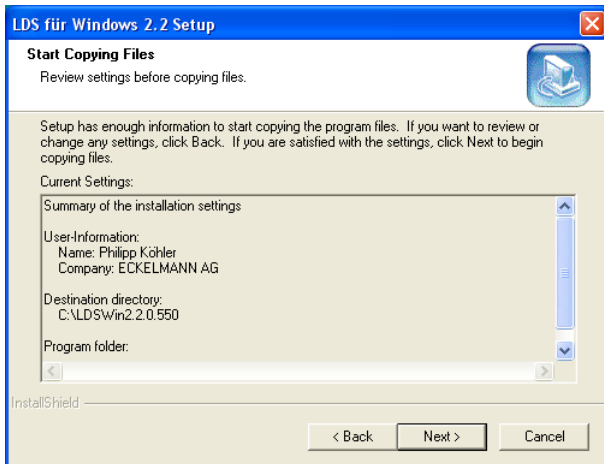 LDS für Windows 2.2 Setup
Start Copying Files
Review settings before copying files.
Setup has enough information to start copying the program files.  If you want to review or
change any settings, click Back.  If you are satisfied with the settings, click Next to begin
copying files.
Current Settings:
Summary of the installation settings
User-Information:
Name: Philipp Köhler
Company: ECKELMANN AG
Destination directory:
C:\LDSWin2.2.0.550
Program folder:
InstallShield
< Back
Next >
Cancel